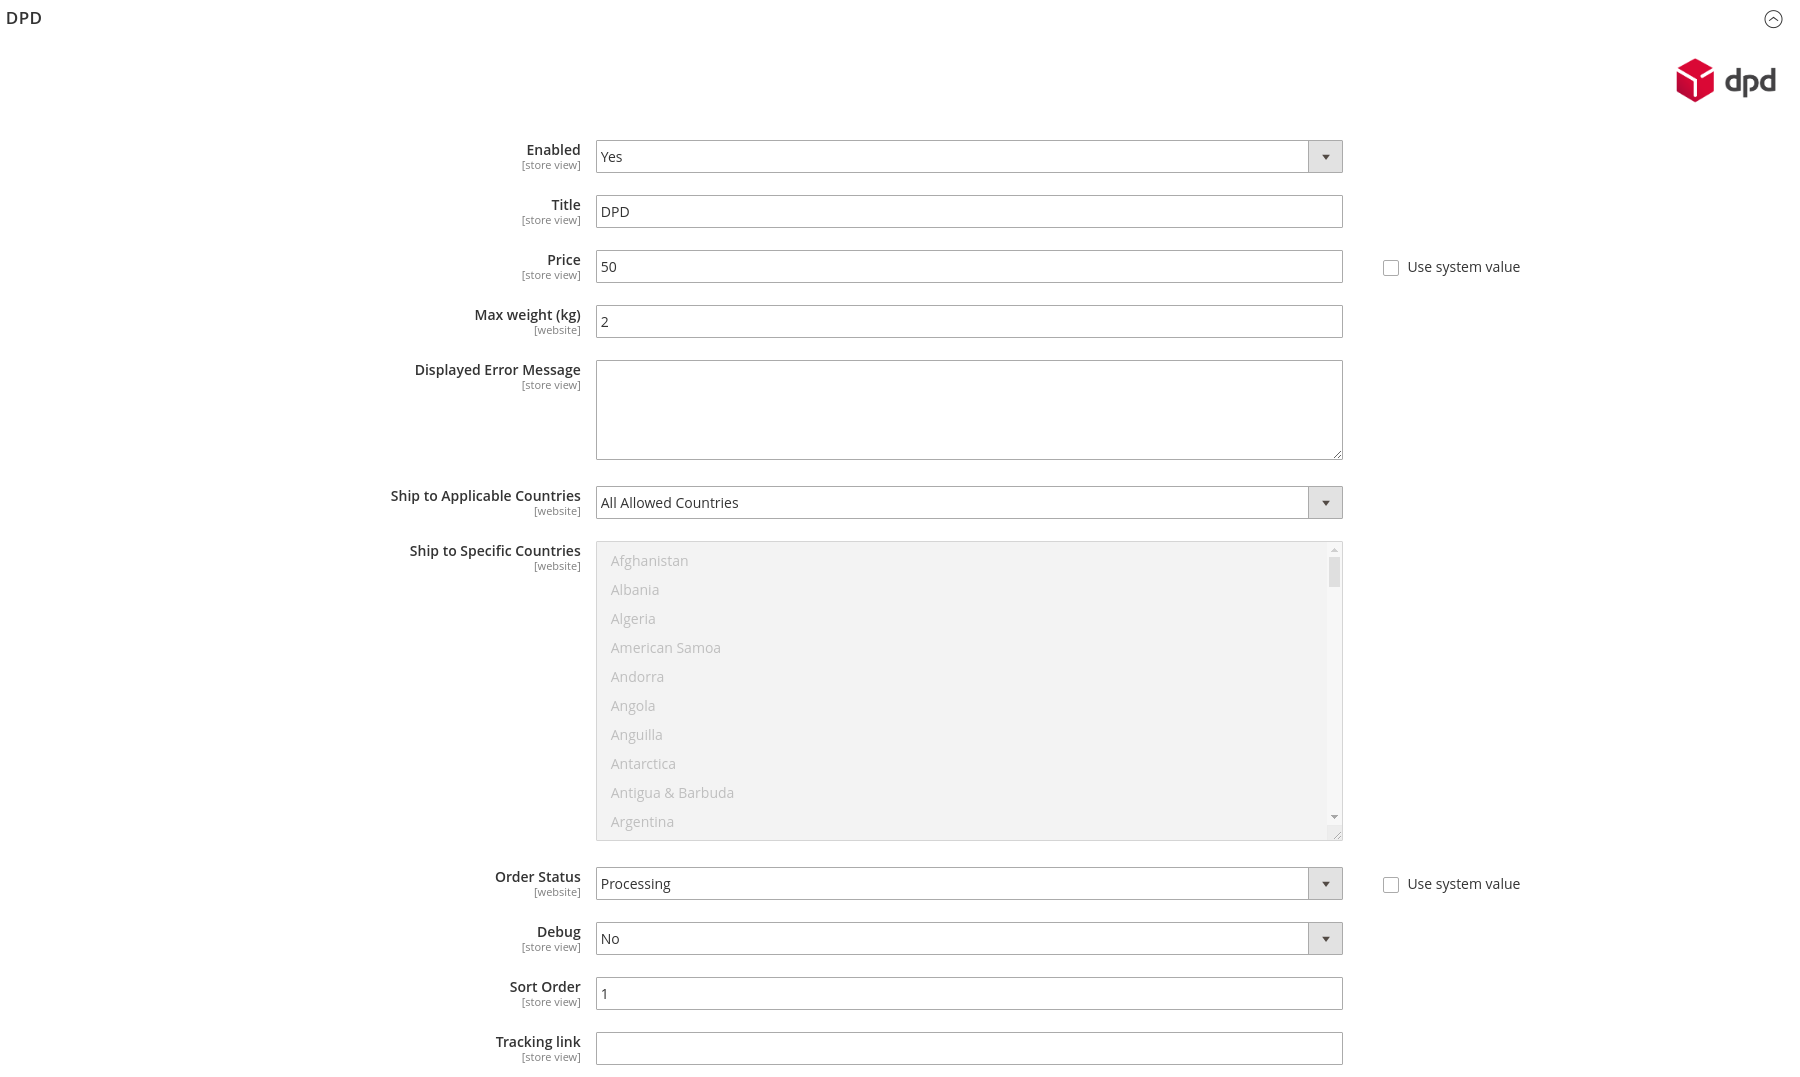 DPD
dpd
Enabled
[store view]
Yes
Title
[store view]
DPD
Price
[store view]
50
Use system value
Max weight (kg)
[website]
2
Displayed Error Message
[store view]
Ship to Applicable Countries
[website]
All Allowed Countries
Ship to Specific Countries
[website]
Afghanistan
Albania
Algeria
American Samoa
Andorra
Angola
Anguilla
Antarctica
Antigua & Barbuda
Argentina
Order Status
[website]
Processing
Use system value
Debug
[store view]
No
Sort Order
[store view]
1
Tracking link
[store view]